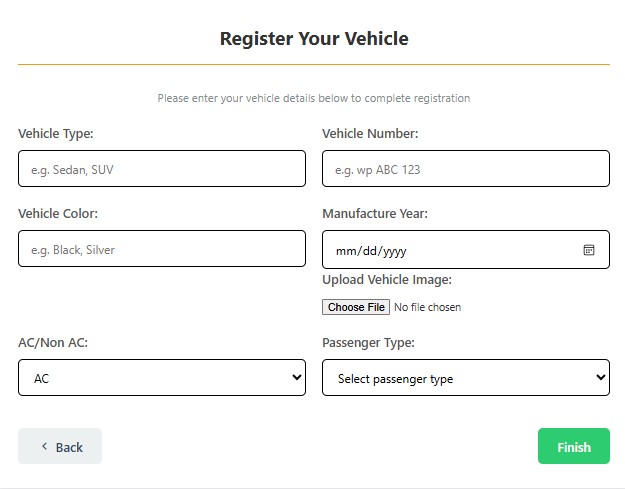 Register Your Vehicle
Please enter your vehicle details below to complete registration
Vehicle Type: Vehicle Number:
e.g. Sedan, SUV e.g. wp ABC 123
Vehicle Color: Manufacture Year:
e.g. Black, Silver mm/dd/yyyy
Upload Vehicle Image:
Choose File No file chosen
AC/Non AC: Passenger Type:
AC Select passenger type
Back Finish